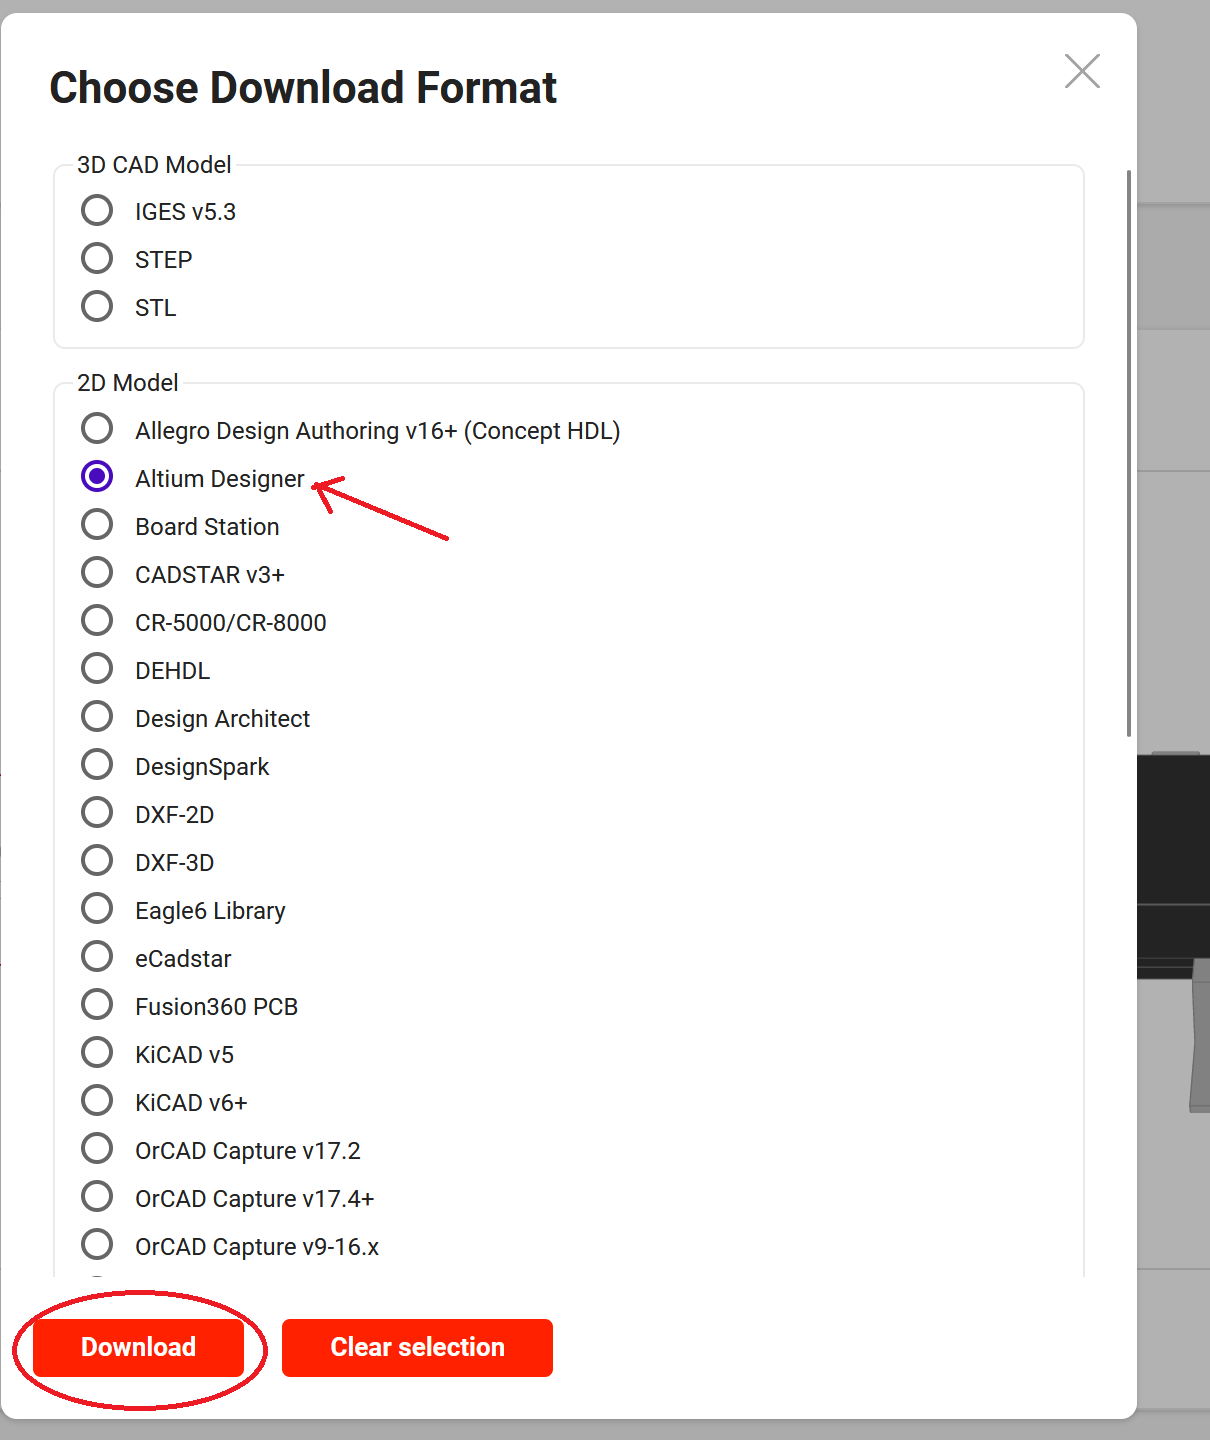 Choose Download Format
3D CAD Model
IGES v5.3
STEP
STL
2D Model
Allegro Design Authoring v16+ (Concept HDL)
Altium Designer
Board Station
CADSTAR v3+
CR-5000/CR-8000
DEHDL
Design Architect
DesignSpark
DXF-2D
DXF-3D
Eagle6 Library
eCadstar
Fusion360 PCB
KiCAD v5
KiCAD v6+
OrCAD Capture v17.2
OrCAD Capture v17.4+
OrCAD Capture v9-16.x
Download
Clear selection